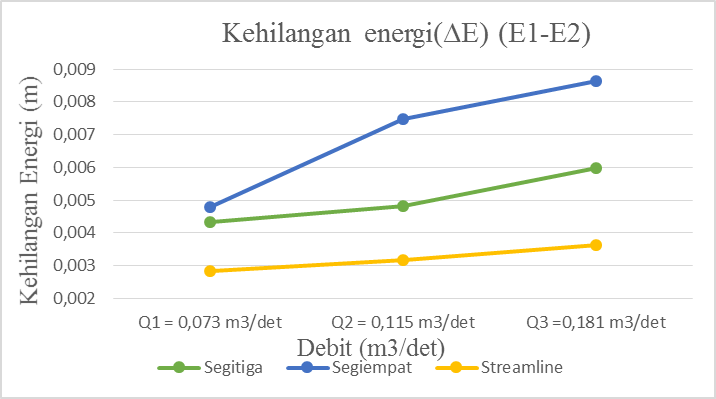 Kehilangan energi(∆E) (E1-E2)
Kehilangan Energi (m)
0,009
0,008
0,007
0,006
0,005
0,004
0,003
0,002
Q1 = 0,073 m3/det
Q2 = 0,115 m3/det
Q3 =0,181 m3/det
Debit (m3/det)
Segitiga
Segiempat
Streamline